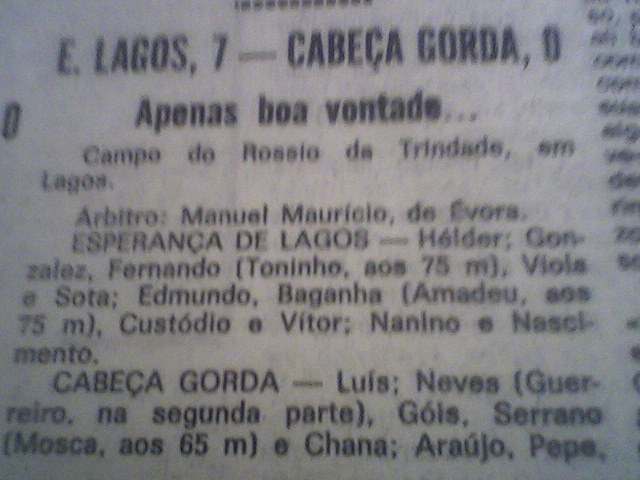 E. LAGOS, 7 — CABEÇA GORDA, 0
Apenas boa vontade...
Campo do Rossio da Trindade, em
Lagos.
Árbitro: Manuel Maurício, de Évora.
ESPERANÇA DE LAGOS — Hélder; Gon-
zalez, Fernando (Toninho, aos 75 m), Viola
e Sota; Edmundo, Baganha (Amadeu, aos
75 m), Custódio e Vítor; Nanino e Nasci-
mento.
CABEÇA GORDA — Luís; Neves (Guer-
reiro, na segunda parte), Góis, Serrano
(Mosca, aos 65 m) e Chana; Araújo, Pepe,
0